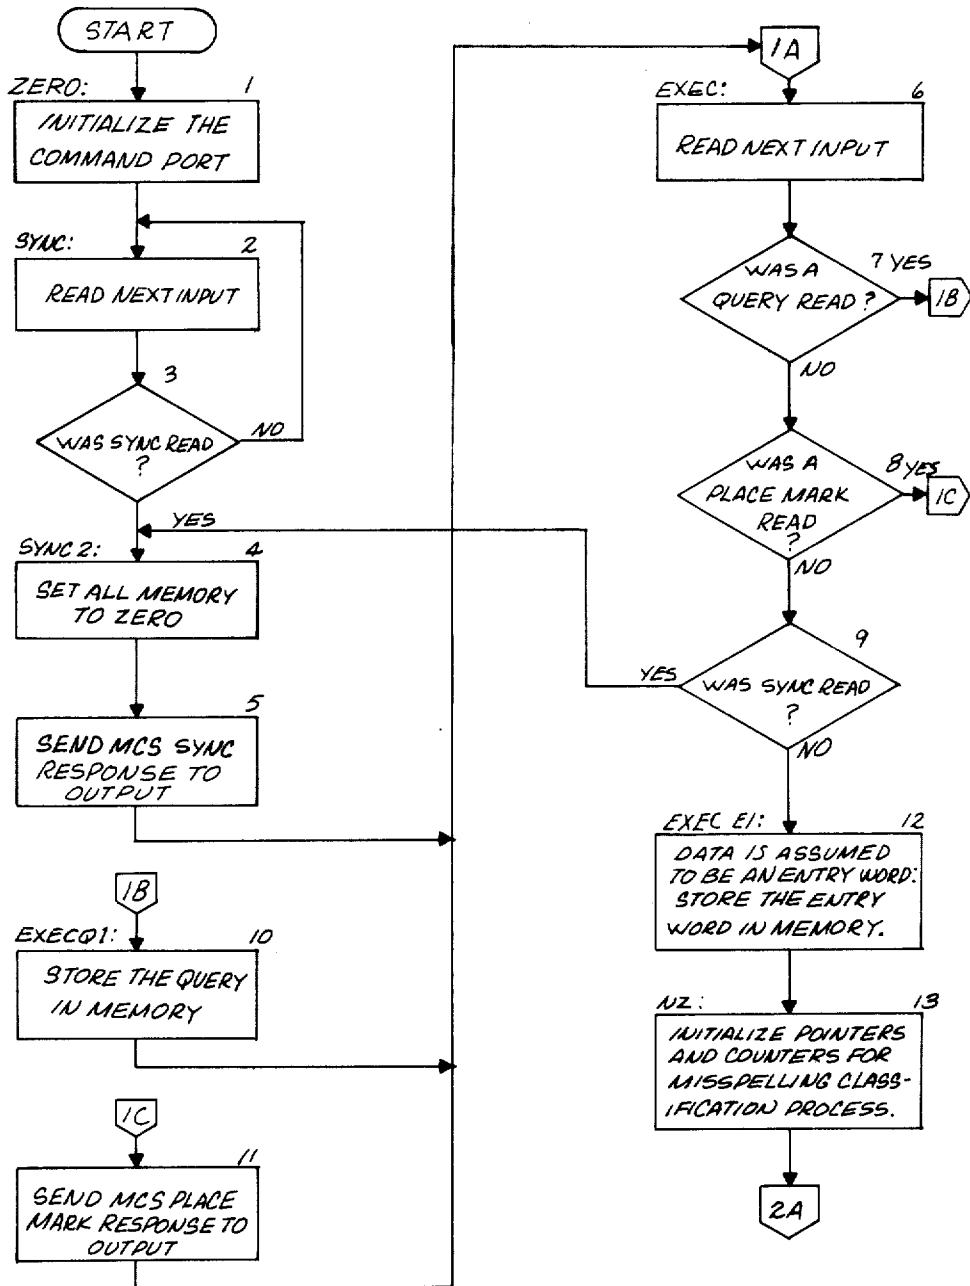 START
ZERO: 1
INITIALIZE THE
COMMAND PORT
SYNC: 2
READ NEXT INPUT
3
WAS SYNC READ
?
NO
YES
SYNC 2: 4
SET ALL MEMORY
TO ZERO
5
SEND MCS SYNC
RESPONSE TO
OUTPUT
1B
EXECQ1: 10
STORE THE QUERY
IN MEMORY
1C
11
SEND MCS PLACE
MARK RESPONSE TO
OUTPUT
1A
EXEC: 6
READ NEXT INPUT
WAS A
QUERY READ?
7 YES
1B
NO
WAS A
PLACE MARK
READ
?
8 YES
1C
NO
9
WAS SYNC READ
?
YES
NO
EXEC E1: 12
DATA IS ASSUMED
TO BE AN ENTRY WORD:
STORE THE ENTRY
WORD IN MEMORY.
NZ: 13
INITIALIZE POINTERS
AND COUNTERS FOR
MISSPELLING CLASS-
IFICATION PROCESS.
2A